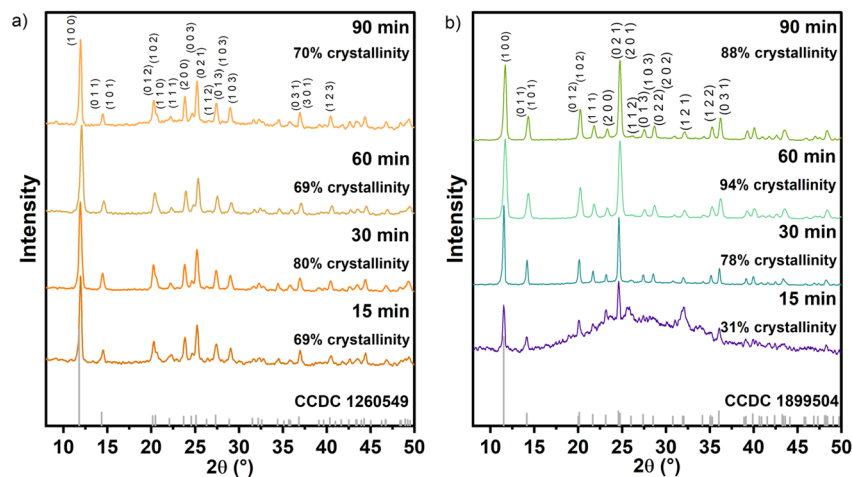 a)
90 min
70% crystallinity
(1 0 0)
(0 1 1)
(1 0 1)
(0 1 2)
(1 0 2)
(1 1 0)
(1 1 1)
(2 0 0)
(0 0 3)
(0 2 1)
(1 1 2)
(0 1 3)
(1 0 3)
(1 0 3)
(0 3 1)
(3 0 1)
(1 2 3)
60 min
69% crystallinity
30 min
80% crystallinity
15 min
69% crystallinity
CCDC 1260549
Intensity
10 15 20 25 30 35 40 45 50
2θ (°)
b)
90 min
88% crystallinity
(1 0 0)
(0 1 1)
(1 0 1)
(0 1 2)
(1 0 2)
(1 1 1)
(2 0 0)
(0 2 1)
(2 0 1)
(1 1 2)
(0 1 3)
(1 0 3)
(0 2 2)
(2 0 2)
(1 2 1)
(1 2 2)
(0 3 1)
60 min
94% crystallinity
30 min
78% crystallinity
15 min
31% crystallinity
CCDC 1899504
Intensity
10 15 20 25 30 35 40 45 50
2θ (°)